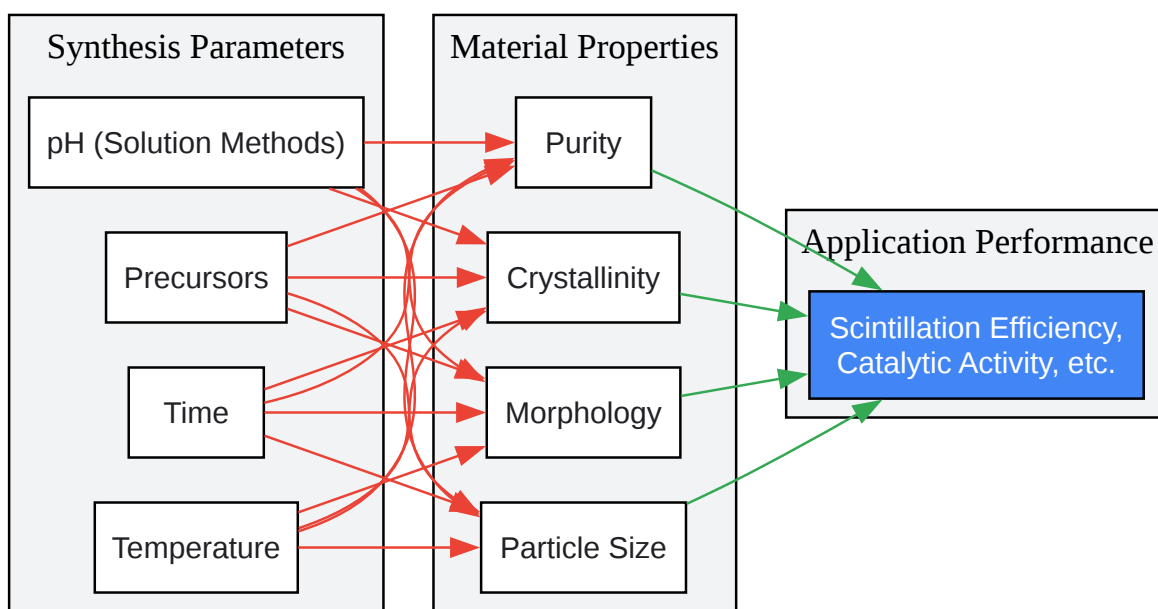 Synthesis Parameters
pH (Solution Methods)
Precursors
Time
Temperature
Material Properties
Purity
Crystallinity
Morphology
Particle Size
Application Performance
Scintillation Efficiency,
Catalytic Activity, etc.